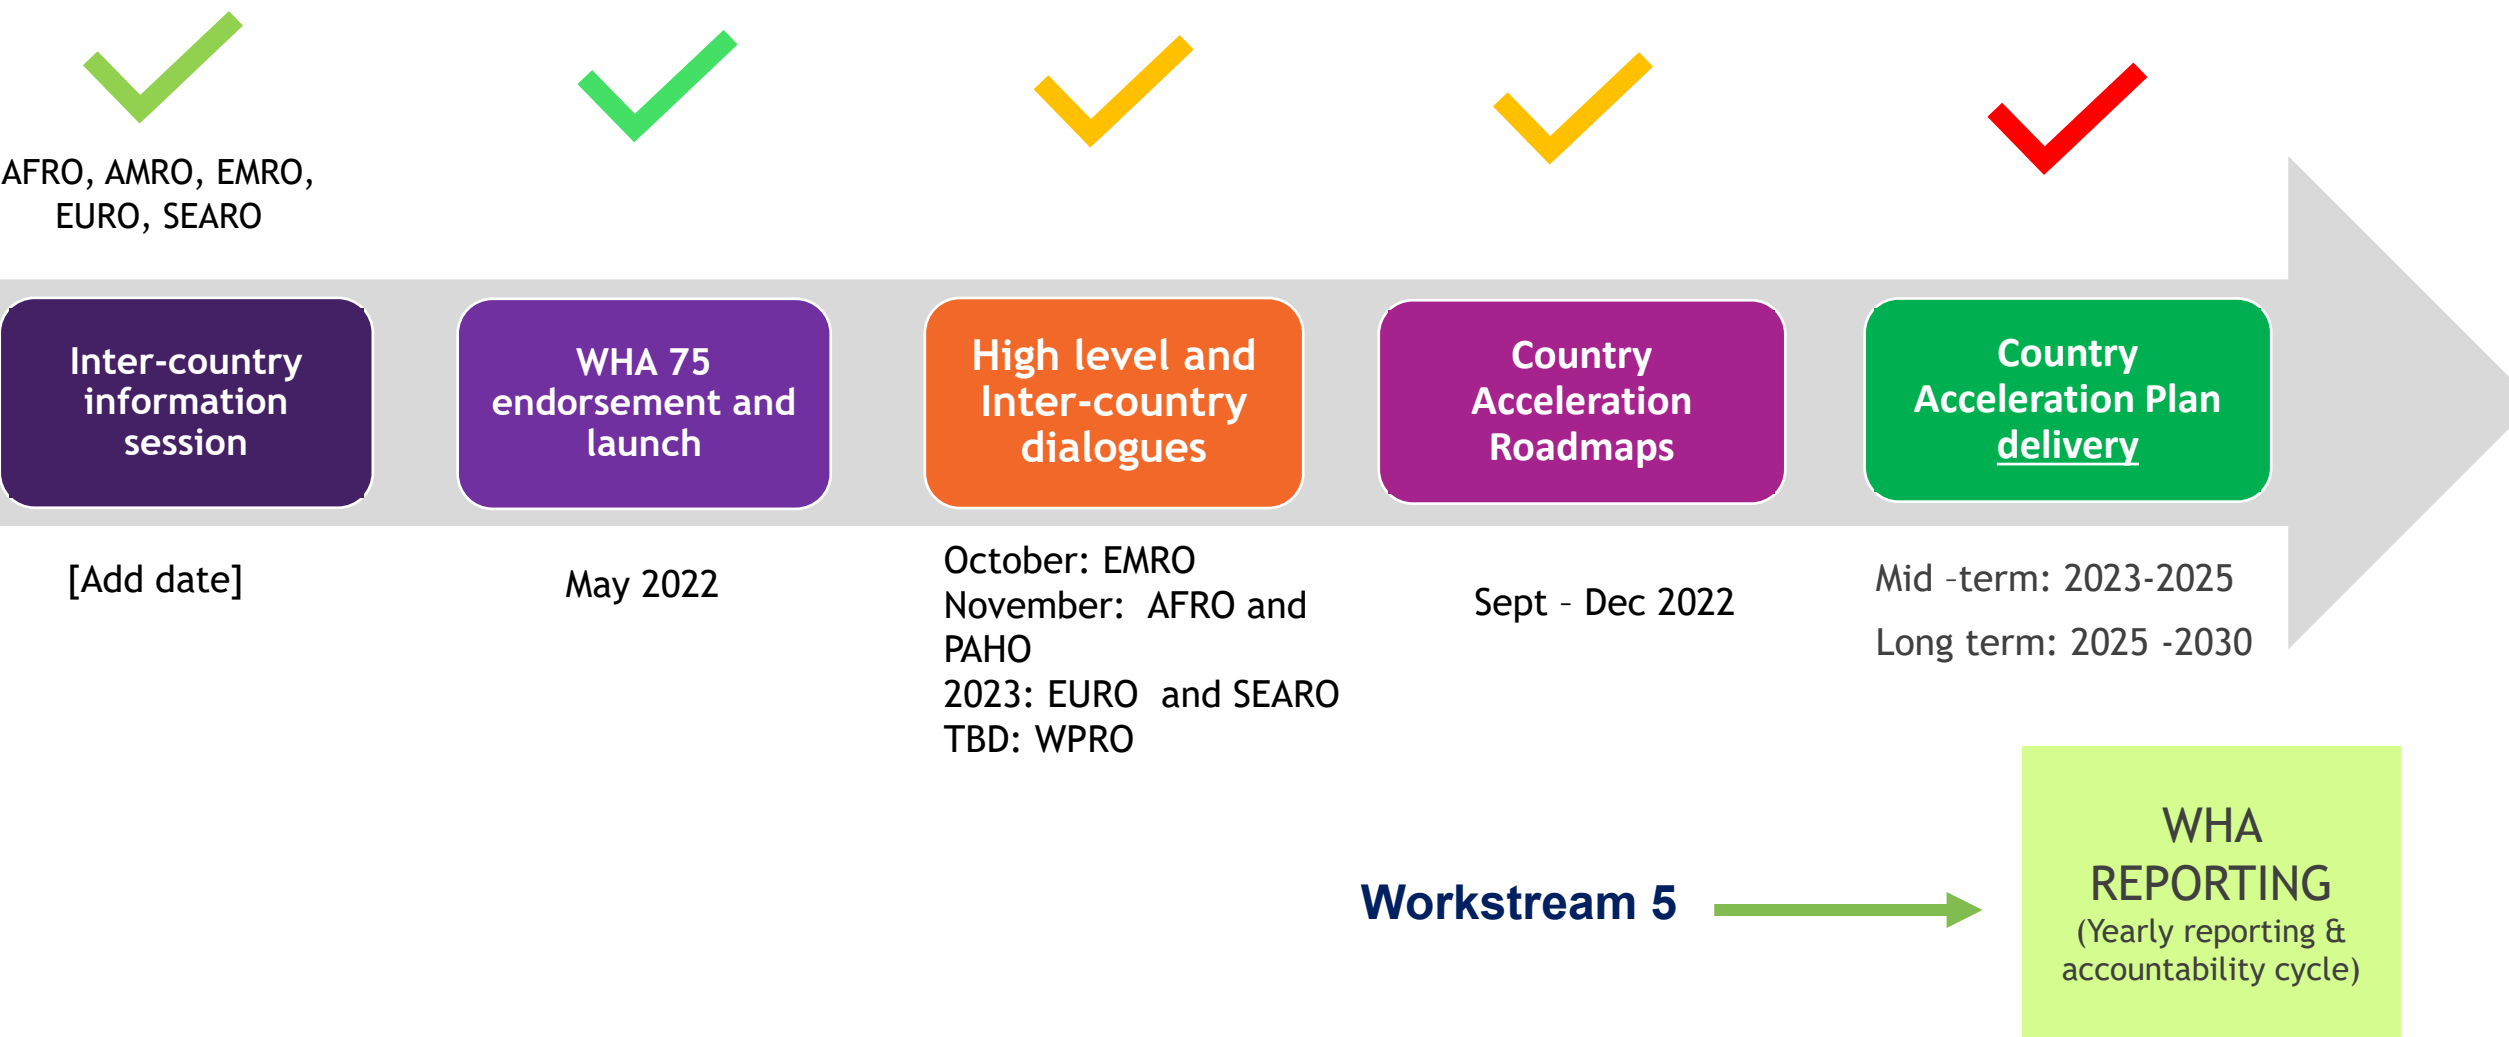 AFRO, AMRO, EMRO,
EURO, SEARO
Inter-country
information
session
[Add date]
WHA 75
endorsement and
launch
May 2022
High level and
Inter-country
dialogues
October: EMRO
November:  AFRO and
PAHO
2023: EURO  and SEARO
TBD: WPRO
Country
Acceleration
Roadmaps
Sept – Dec 2022
Country
Acceleration Plan
delivery
Mid –term: 2023-2025
Long term: 2025 -2030
Workstream 5
WHA
REPORTING
(Yearly reporting &
accountability cycle)